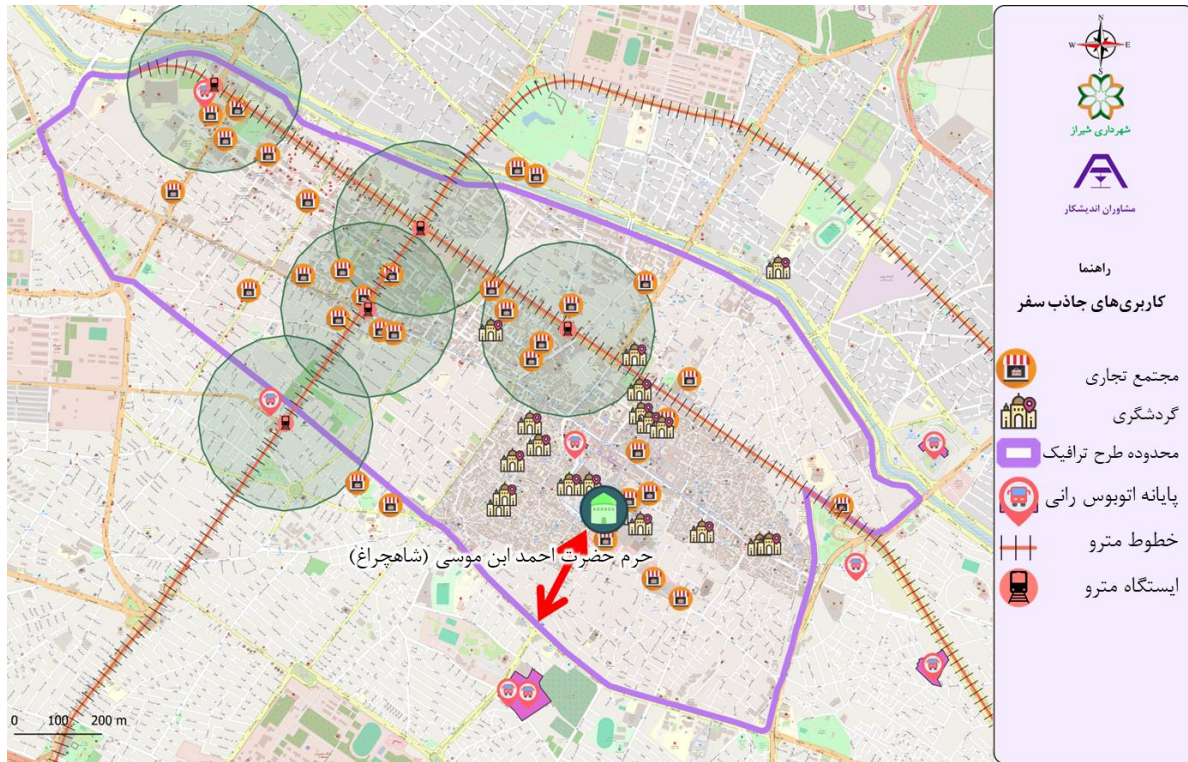 N
W E
S
شهرداری شیراز
مشاوران اندیشکار
راهنما
کاربری‌های جاذب سفر
مجتمع تجاری
گردشگری
محدوده طرح ترافیک
پایانه اتوبوس رانی
خطوط مترو
ایستگاه مترو
حرم حضرت احمد ابن موسی (شاهچراغ)
0 100 200 m